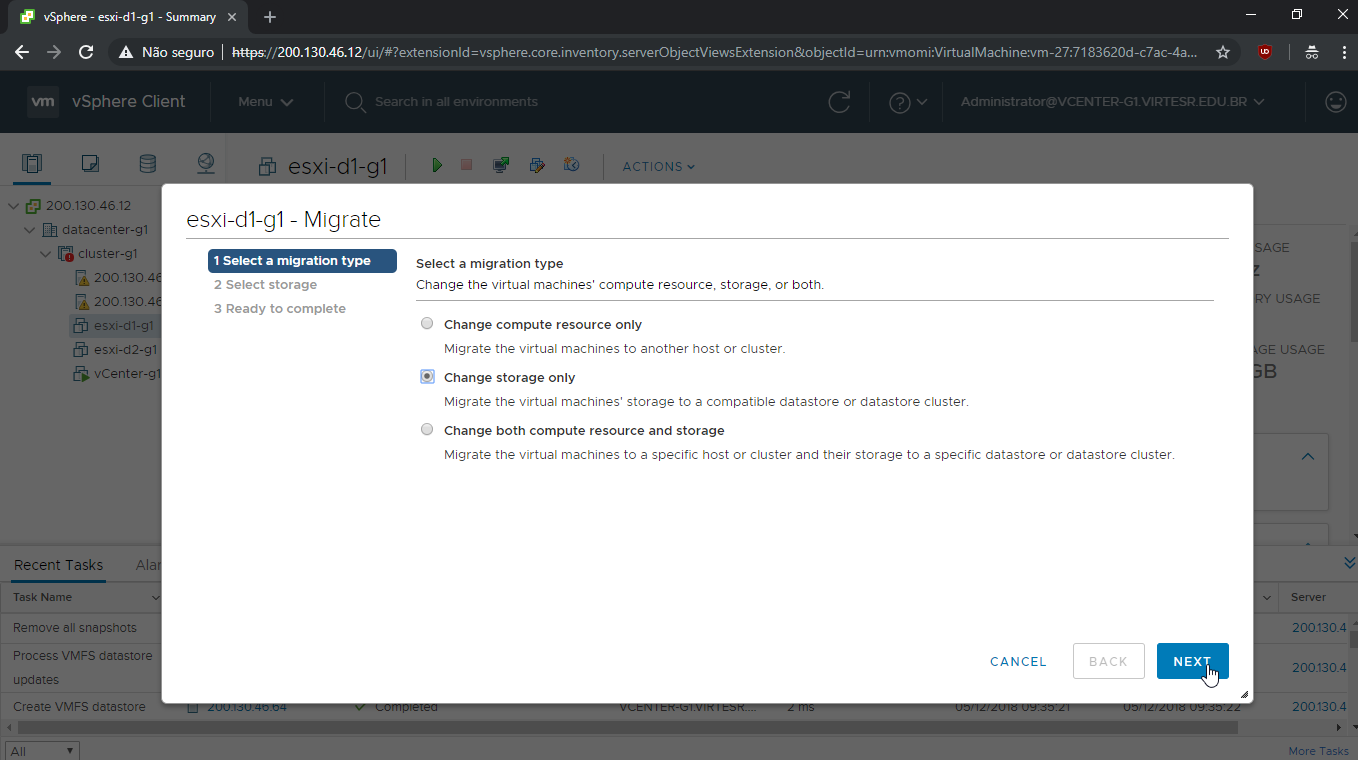 vSphere - esxi-d1-g1 - Summary
Não seguro https://200.130.46.12/ui/#?extensionId=vsphere.core.inventory.serverObjectViewsExtension&objectId=urn:vmomi:VirtualMachine:vm-27:7183620d-c7ac-4a...
vm vSphere Client Menu Search in all environments Administrator@VCENTER-G1.VIRTESR.EDU.BR
esxi-d1-g1 ACTIONS
200.130.46.12
datacenter-g1
cluster-g1
200.130.46
200.130.46
esxi-d1-g1
esxi-d2-g1
vCenter-g1
esxi-d1-g1 - Migrate
1 Select a migration type
2 Select storage
3 Ready to complete
Select a migration type
Change the virtual machines' compute resource, storage, or both.
Change compute resource only
Migrate the virtual machines to another host or cluster.
Change storage only
Migrate the virtual machines' storage to a compatible datastore or datastore cluster.
Change both compute resource and storage
Migrate the virtual machines to a specific host or cluster and their storage to a specific datastore or datastore cluster.
CANCEL BACK NEXT
SAGE
Z
RY USAGE
AGE USAGE
GB
Recent Tasks Alar
Task Name Server
Remove all snapshots 200.130.4
Process VMFS datastore
updates 200.130.4
Create VMFS datastore 200.130.46.64 Completed VCENTER-G1.VIRTESR.... 2 ms 05/12/2018 09:35:21 05/12/2018 09:35:22 200.130.4
All More Tasks